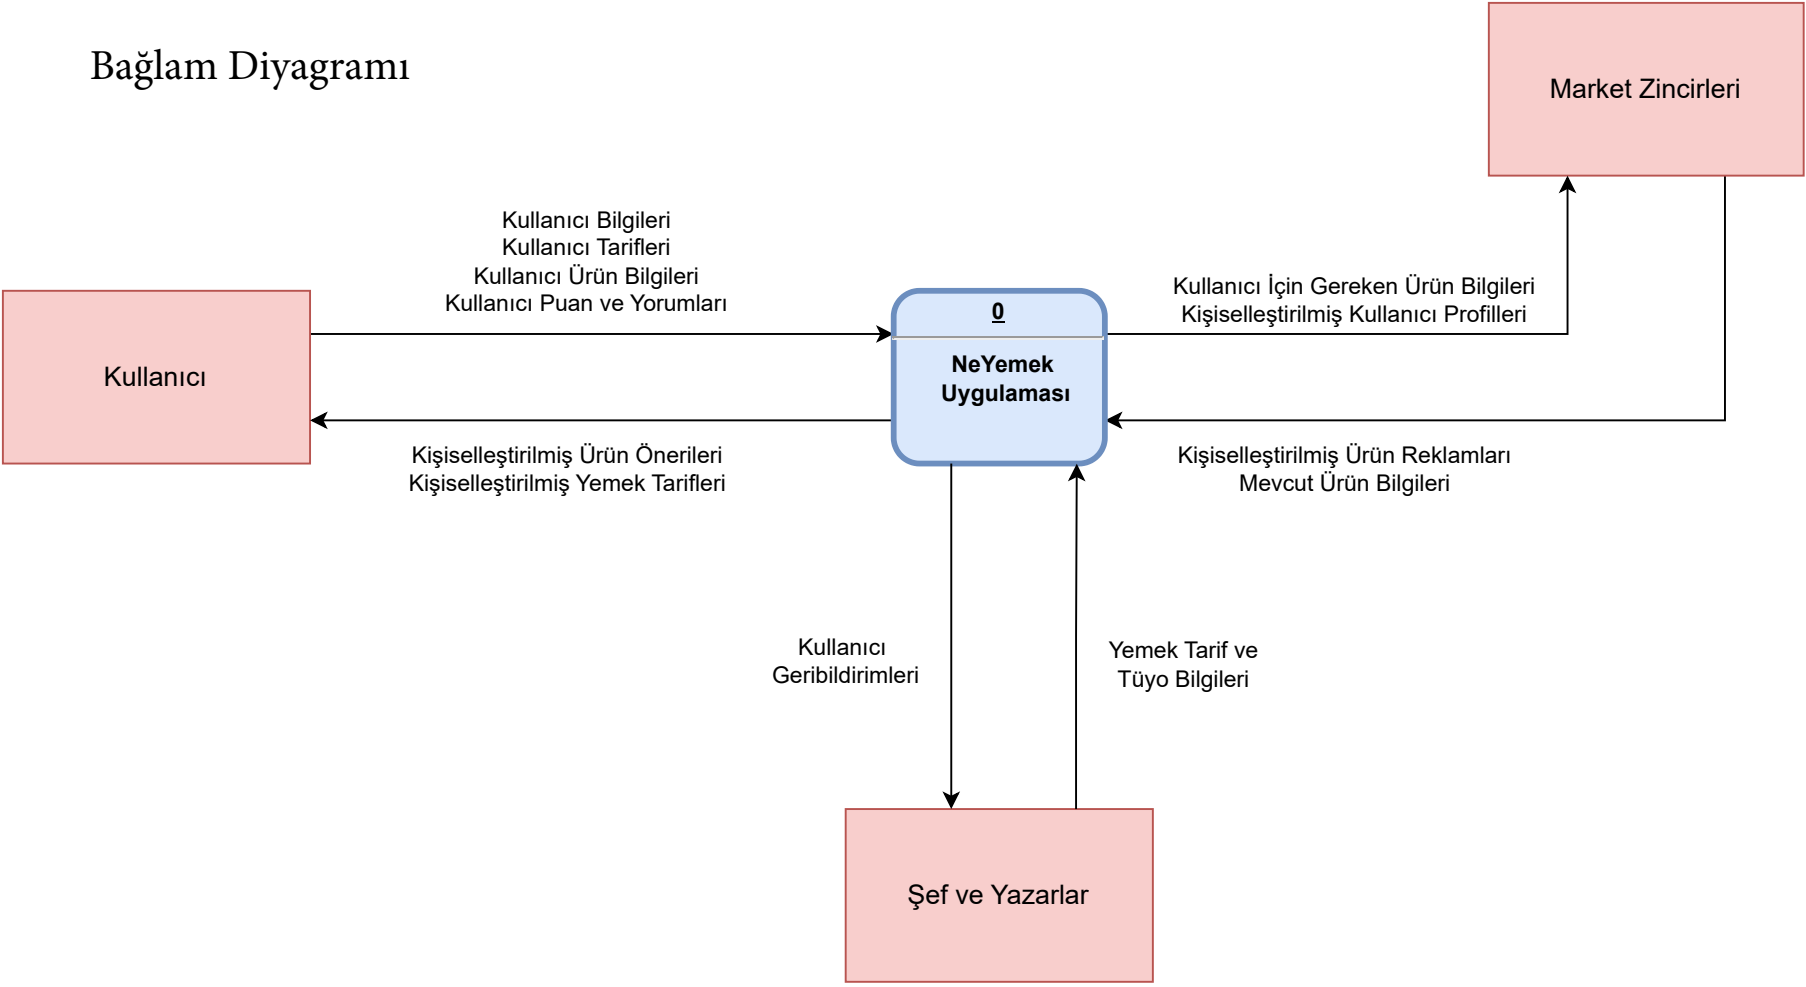 Bağlam Diyagramı
Market Zincirleri
Kullanıcı Bilgileri
Kullanıcı Tarifleri
Kullanıcı Ürün Bilgileri
Kullanıcı Puan ve Yorumları
Kullanıcı İçin Gereken Ürün Bilgileri
Kişiselleştirilmiş Kullanıcı Profilleri
Kullanıcı
0
NeYemek
Uygulaması
Kişiselleştirilmiş Ürün Önerileri
Kişiselleştirilmiş Yemek Tarifleri
Kişiselleştirilmiş Ürün Reklamları
Mevcut Ürün Bilgileri
Kullanıcı
Geribildirimleri
Yemek Tarif ve
Tüyo Bilgileri
Şef ve Yazarlar